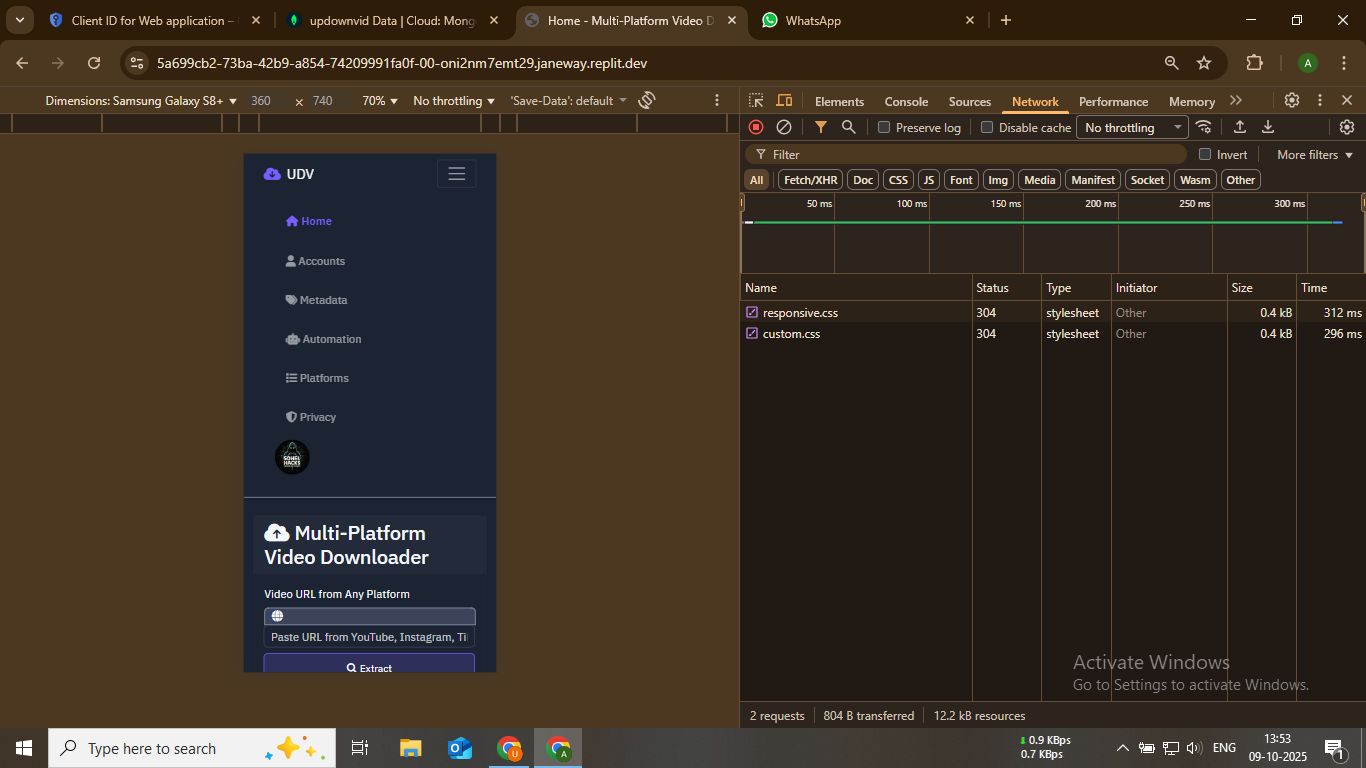 Client ID for Web application –
updownvid Data | Cloud: Mong
Home - Multi-Platform Video D
WhatsApp
5a699cb2-73ba-42b9-a854-74209991fa0f-00-oni2nm7emt29.janeway.replit.dev
A
Dimensions: Samsung Galaxy S8+ 360 × 740 70% No throttling 'Save-Data': default
Elements Console Sources Network Performance Memory
Preserve log Disable cache No throttling
Filter Invert More filters
All Fetch/XHR Doc CSS JS Font Img Media Manifest Socket Wasm Other
50 ms 100 ms 150 ms 200 ms 250 ms 300 ms
Name Status Type Initiator Size Time
responsive.css 304 stylesheet Other 0.4 kB 312 ms
custom.css 304 stylesheet Other 0.4 kB 296 ms
UDV
Home
Accounts
Metadata
Automation
Platforms
Privacy
SOHEL
HACKS
Multi-Platform
Video Downloader
Video URL from Any Platform
Paste URL from YouTube, Instagram, Ti
Extract
Activate Windows
Go to Settings to activate Windows.
2 requests 804 B transferred 12.2 kB resources
Type here to search
U
A
0.9 KBps
0.7 KBps
ENG
13:53
09-10-2025
1